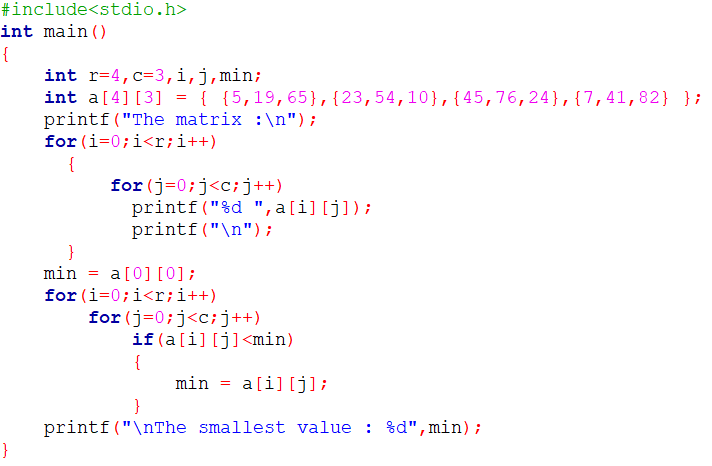 #include<stdio.h>
int main()
{
    int r=4,c=3,i,j,min;
    int a[4][3] = { {5,19,65},{23,54,10},{45,76,24},{7,41,82} };
    printf("The matrix :\n");
    for(i=0;i<r;i++)
      {
          for(j=0;j<c;j++)
            printf("%d ",a[i][j]);
            printf("\n");
      }
    min = a[0][0];
    for(i=0;i<r;i++)
        for(j=0;j<c;j++)
            if(a[i][j]<min)
            {
                min = a[i][j];
            }
    printf("\nThe smallest value : %d",min);
}